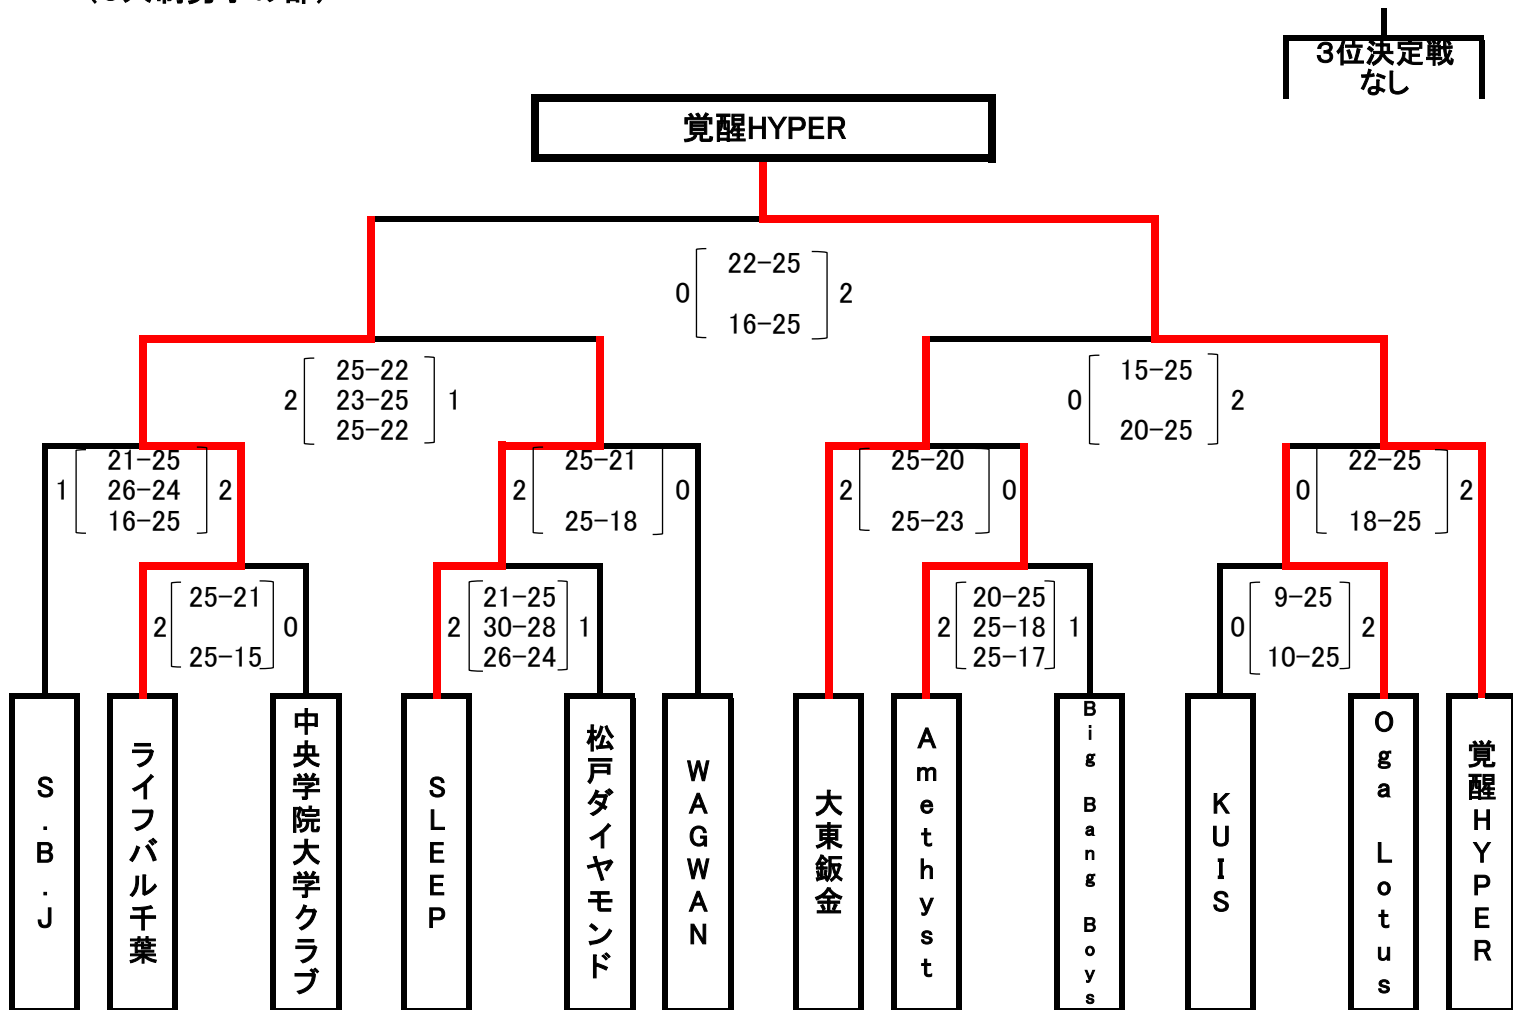 3位決定戦
なし
覚醒HYPER
0 22-25 2
16-25
25-22
2 23-25 1
25-22
15-25
0 2
20-25
21-25
1 26-24 2
16-25
25-21
2 0
25-18
25-20
2 0
25-23
22-25
0 2
18-25
25-21
2 0
25-15
21-25
2 30-28 1
26-24
20-25
2 25-18 1
25-17
9-25
0 2
10-25
S.B.J
ライフバル千葉
中央学院大学クラブ
SLEEP
松戸ダイヤモンド
WAGWAN
大東鈑金
Amethyst
Big Bang Boys
KUIS
Oga Lotus
覚醒HYPER